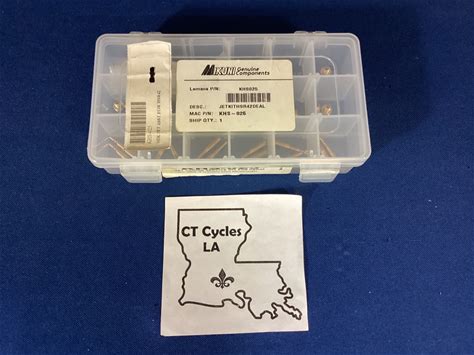 MIKUNI Genuine
Components
Lemans P/N: KHS026
DESC.: JETKITHSR42DEAL
MAC P/N: KHS-026
SHIP QTY.: 1
CT Cycles
LA